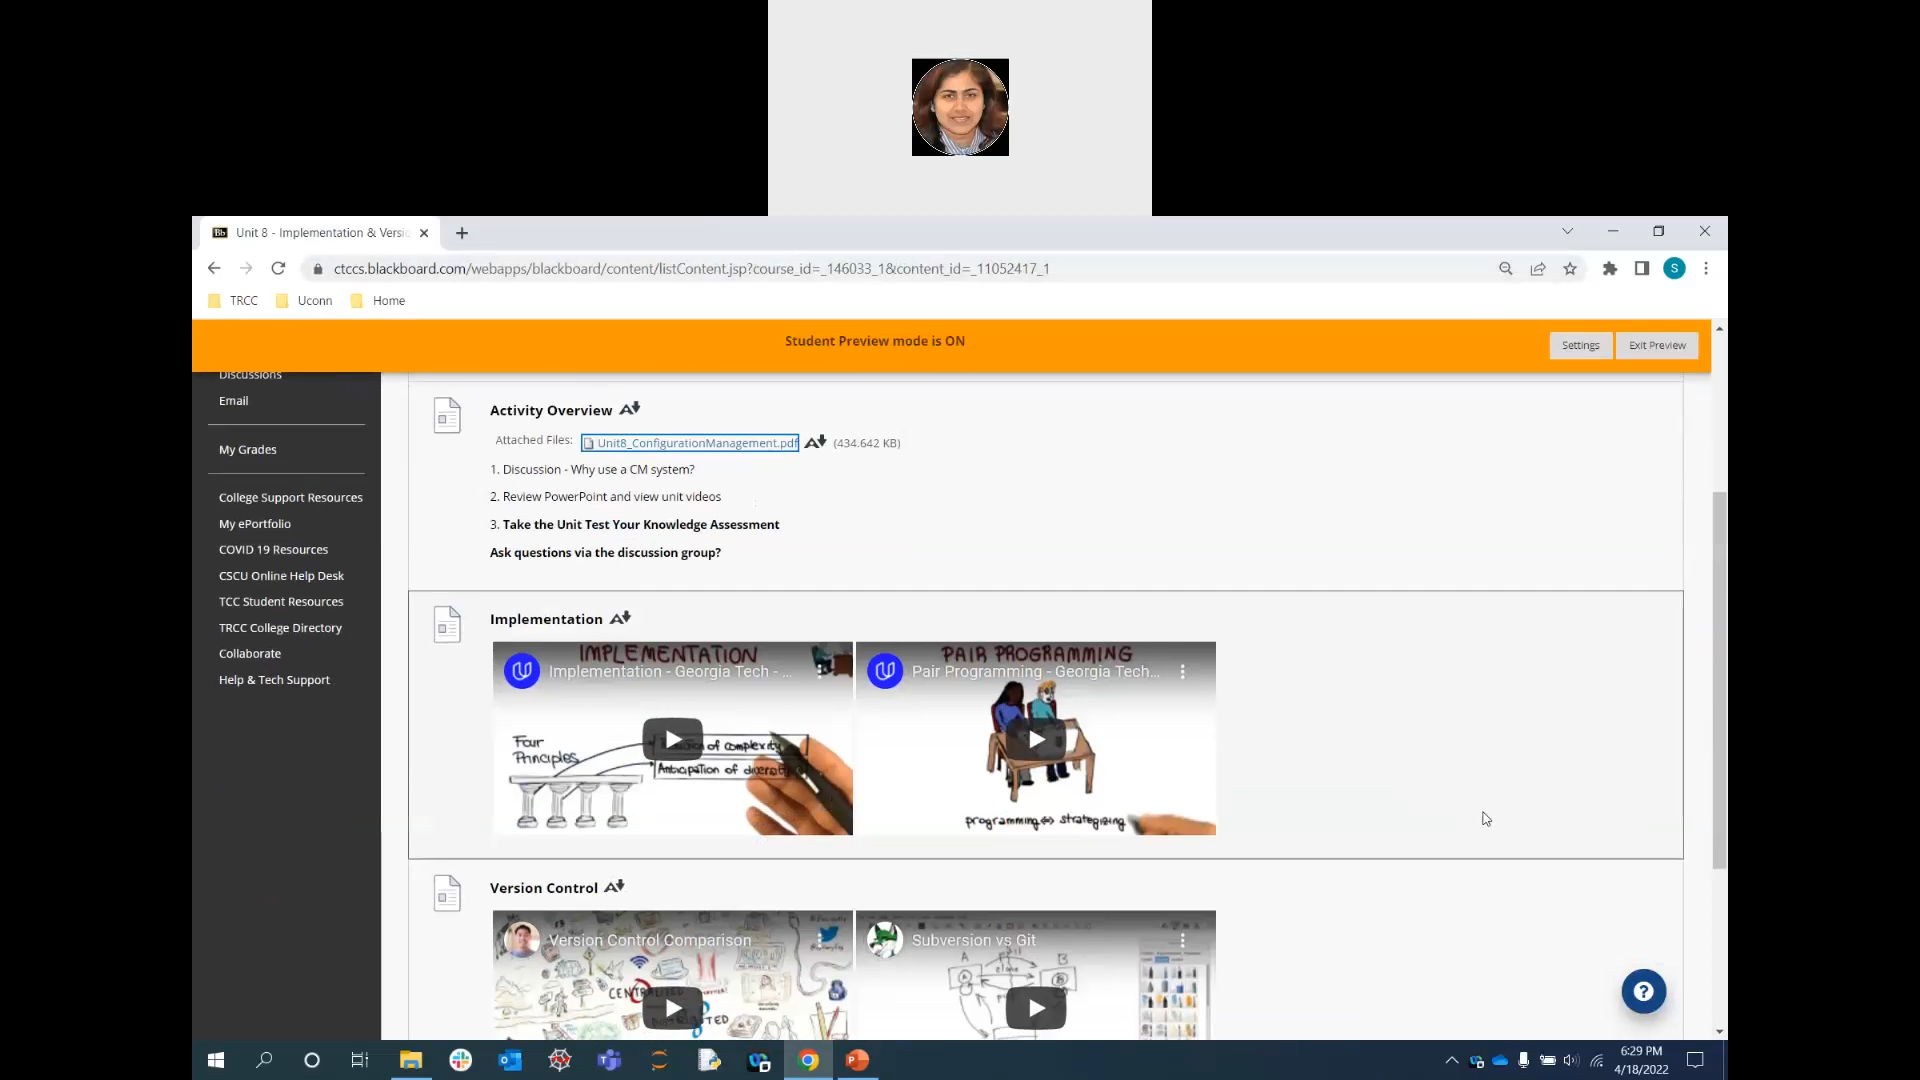 Bb Unit 8 - Implementation & Versi
ctccs.blackboard.com/webapps/blackboard/content/listContent.jsp?course_id=_146033_1&content_id=_11052417_1
S
TRCC Uconn Home
Student Preview mode is ON
Settings Exit Preview
Discussions
Email
My Grades
College Support Resources
My ePortfolio
COVID 19 Resources
CSCU Online Help Desk
TCC Student Resources
TRCC College Directory
Collaborate
Help & Tech Support
Activity Overview
Attached Files: Unit8_ConfigurationManagement.pdf (434.642 KB)
1. Discussion - Why use a CM system?
2. Review PowerPoint and view unit videos
3. Take the Unit Test Your Knowledge Assessment
Ask questions via the discussion group?
Implementation
IMPLEMENTATION
Implementation - Georgia Tech - ...
Four
Principles
of complexity
Anticipation of
PAIR PROGRAMMING
Pair Programming - Georgia Tech...
programming ⇔ strategizing
Version Control
Version Control Comparison
Subversion vs Git
A B
clone
A B
6:29 PM
4/18/2022